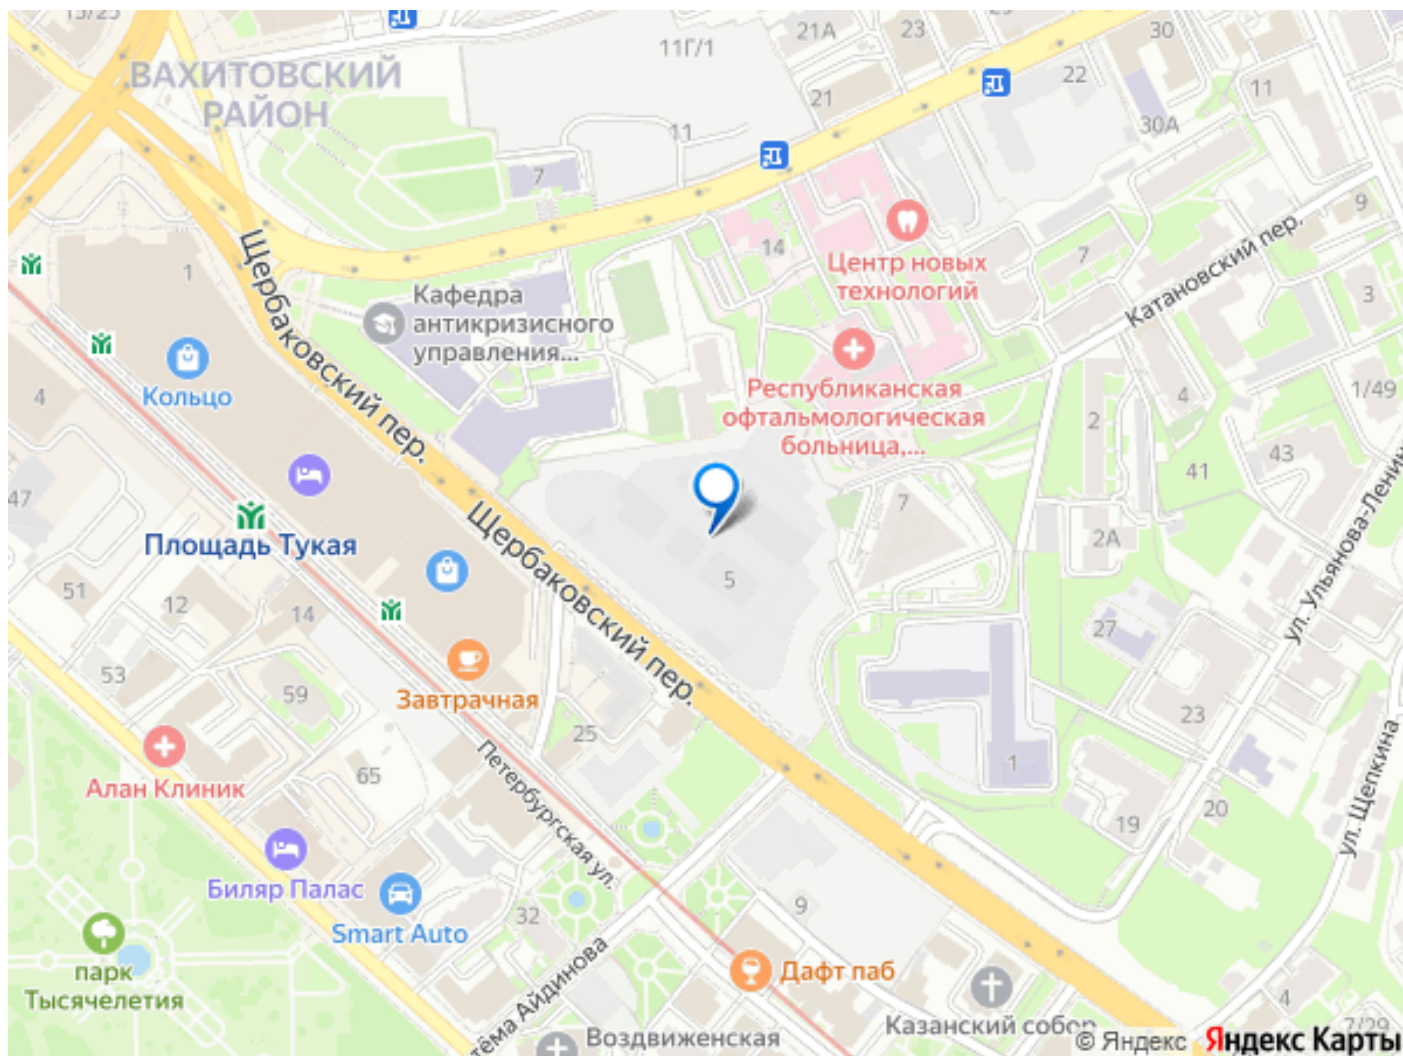 15/25
ВАХИТОВСКИЙ
РАЙОН
11Г/1
21А
23
30
22
11
21
11
30А
7
9
14
Центр новых
технологий
7
Катановский пер.
3
1
Щербаковский пер.
Кафедра
антикризисного
управления...
Кольцо
4
Республиканская
офтальмологическая
больница,...
2
4
1/49
43
41
47
7
2А
Площадь Тукая
Щербаковский пер.
5
51
12
14
27
ул. Ульянова-Ленин
53
59
Завтрачная
23
25
1
65
Алан Клиник
Петербургская ул.
20
19
ул. Щепкина
Биляр Палас
32
9
Smart Auto
парк
Тысячелетия
тёма Айдинова
Дафт паб
4
Казанский собор
7/29
Воздвиженская
© Яндекс Яндекс Карты